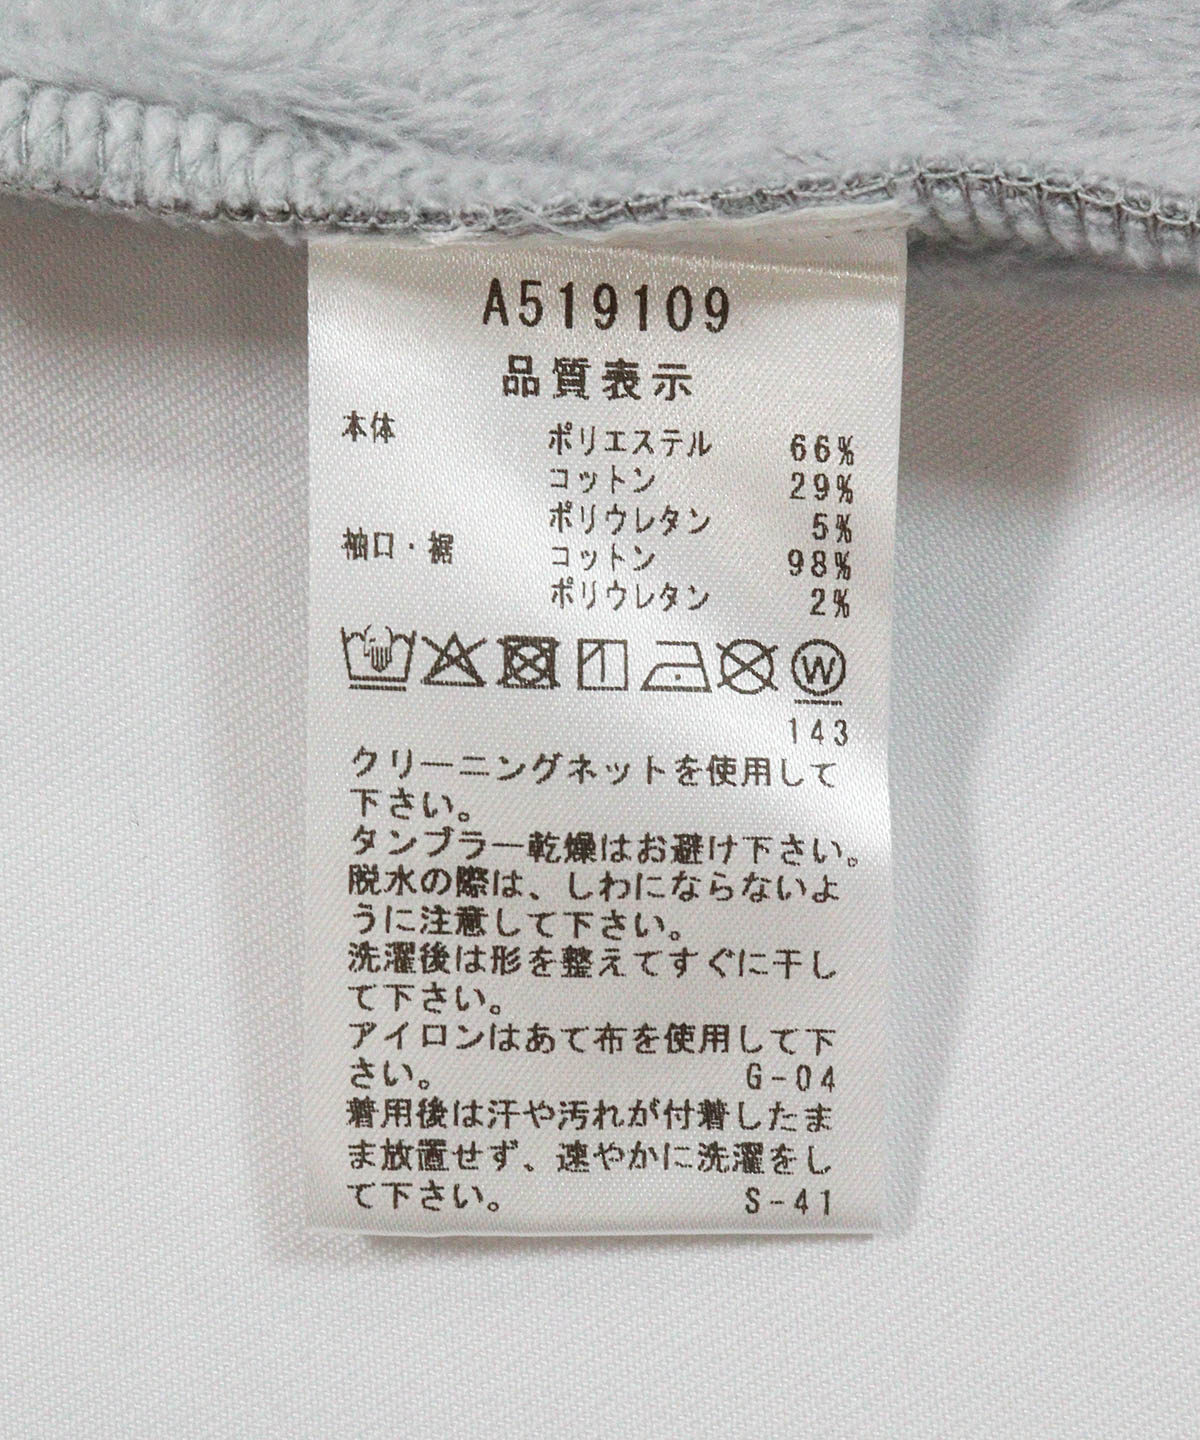 A519109
品質表示
本体 ポリエステル 66%
コットン 29%
ポリウレタン 5%
袖口・裾 コットン 98%
ポリウレタン 2%
W
143
クリーニングネットを使用して
下さい。
タンブラー乾燥はお避け下さい。
脱水の際は、しわにならないよ
うに注意して下さい。
洗濯後は形を整えてすぐに干し
て下さい。
アイロンはあて布を使用して下
さい。 G-04
着用後は汗や汚れが付着したま
ま放置せず、速やかに洗濯をし
て下さい。 S-41